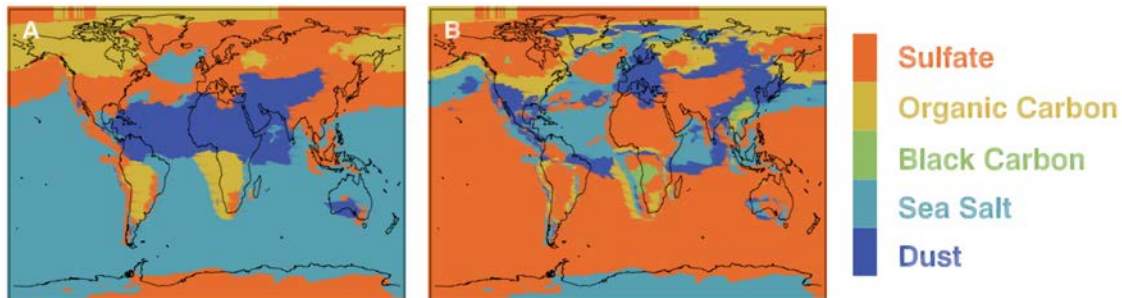 A
B
Sulfate
Organic Carbon
Black Carbon
Sea Salt
Dust